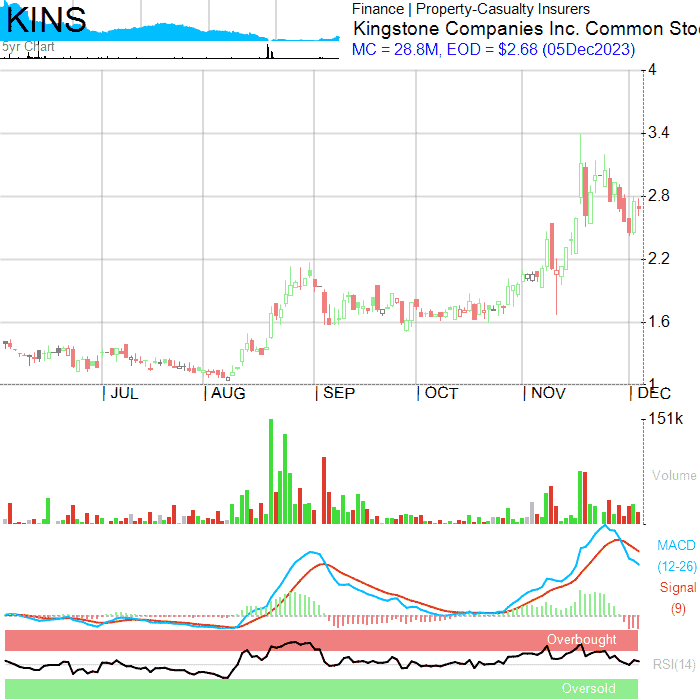 KINS
5yr Chart
Finance | Property-Casualty Insurers
Kingstone Companies Inc. Common Sto
MC = 28.8M, EOD = $2.68 (05Dec2023)
4
3.4
2.8
2.2
1.6
1
JUL AUG SEP OCT NOV DEC
151k
Volume
MACD
(12-26)
Signal
(9)
Overbought
RSI(14)
Oversold